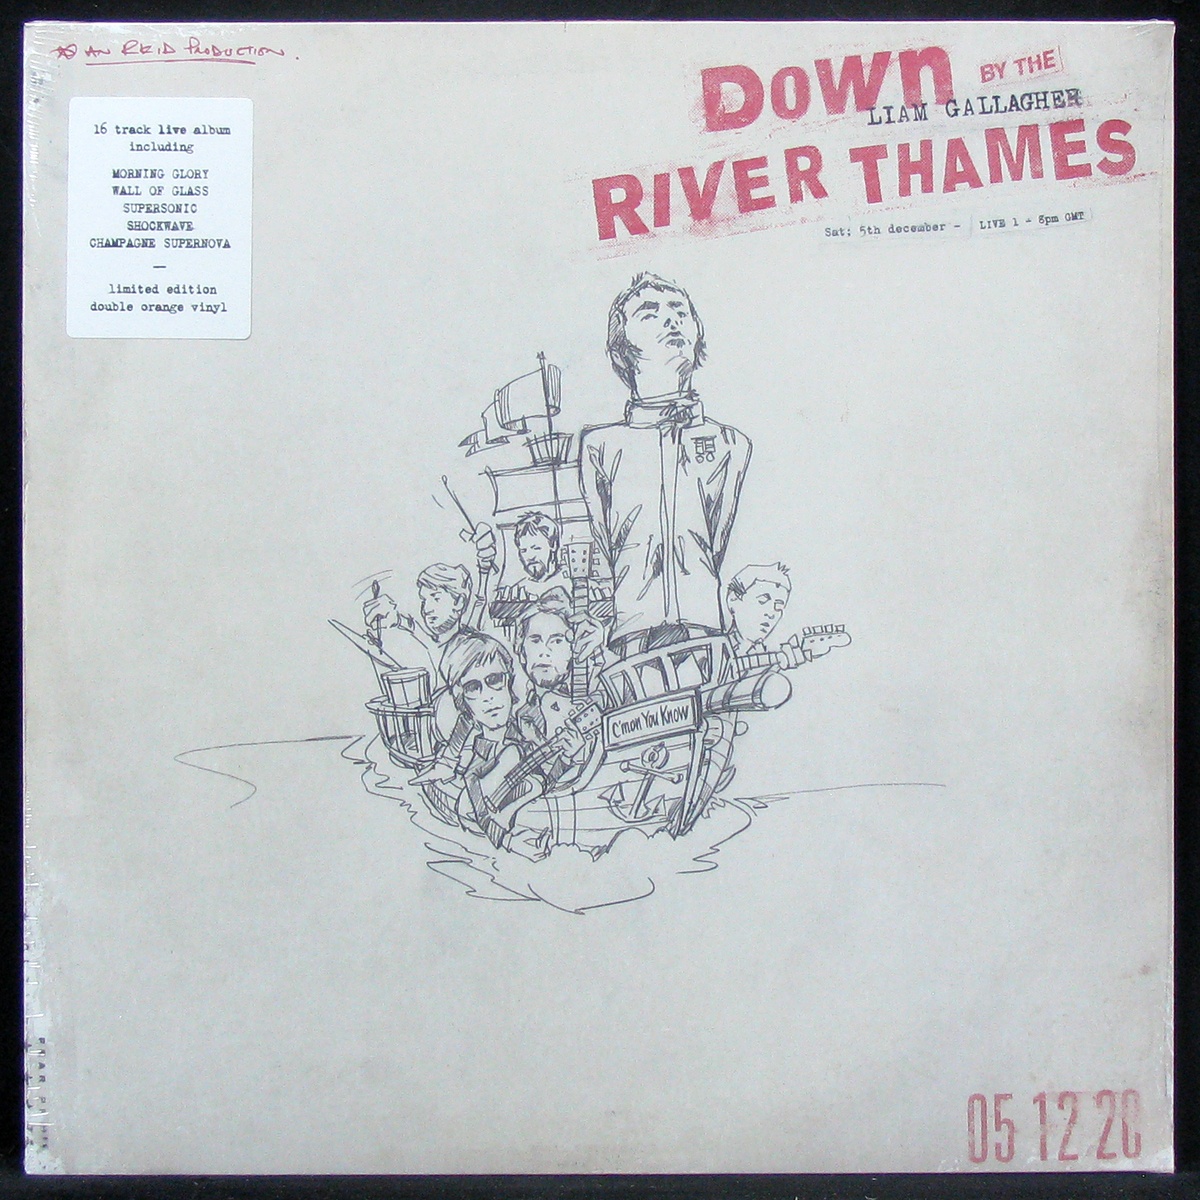 AN REID PRODUCTION.
16 track live album
including
MORNING GLORY
WALL OF GLASS
SUPERSONIC
SHOCKWAVE
CHAMPAGNE SUPERNOVA
—
limited edition
double orange vinyl
DOWN BY THE
LIAM GALLAGHER
RIVER THAMES
Sat; 5th december - LIVE 1 - 8pm GMT
C'mon You Know
05 12 20